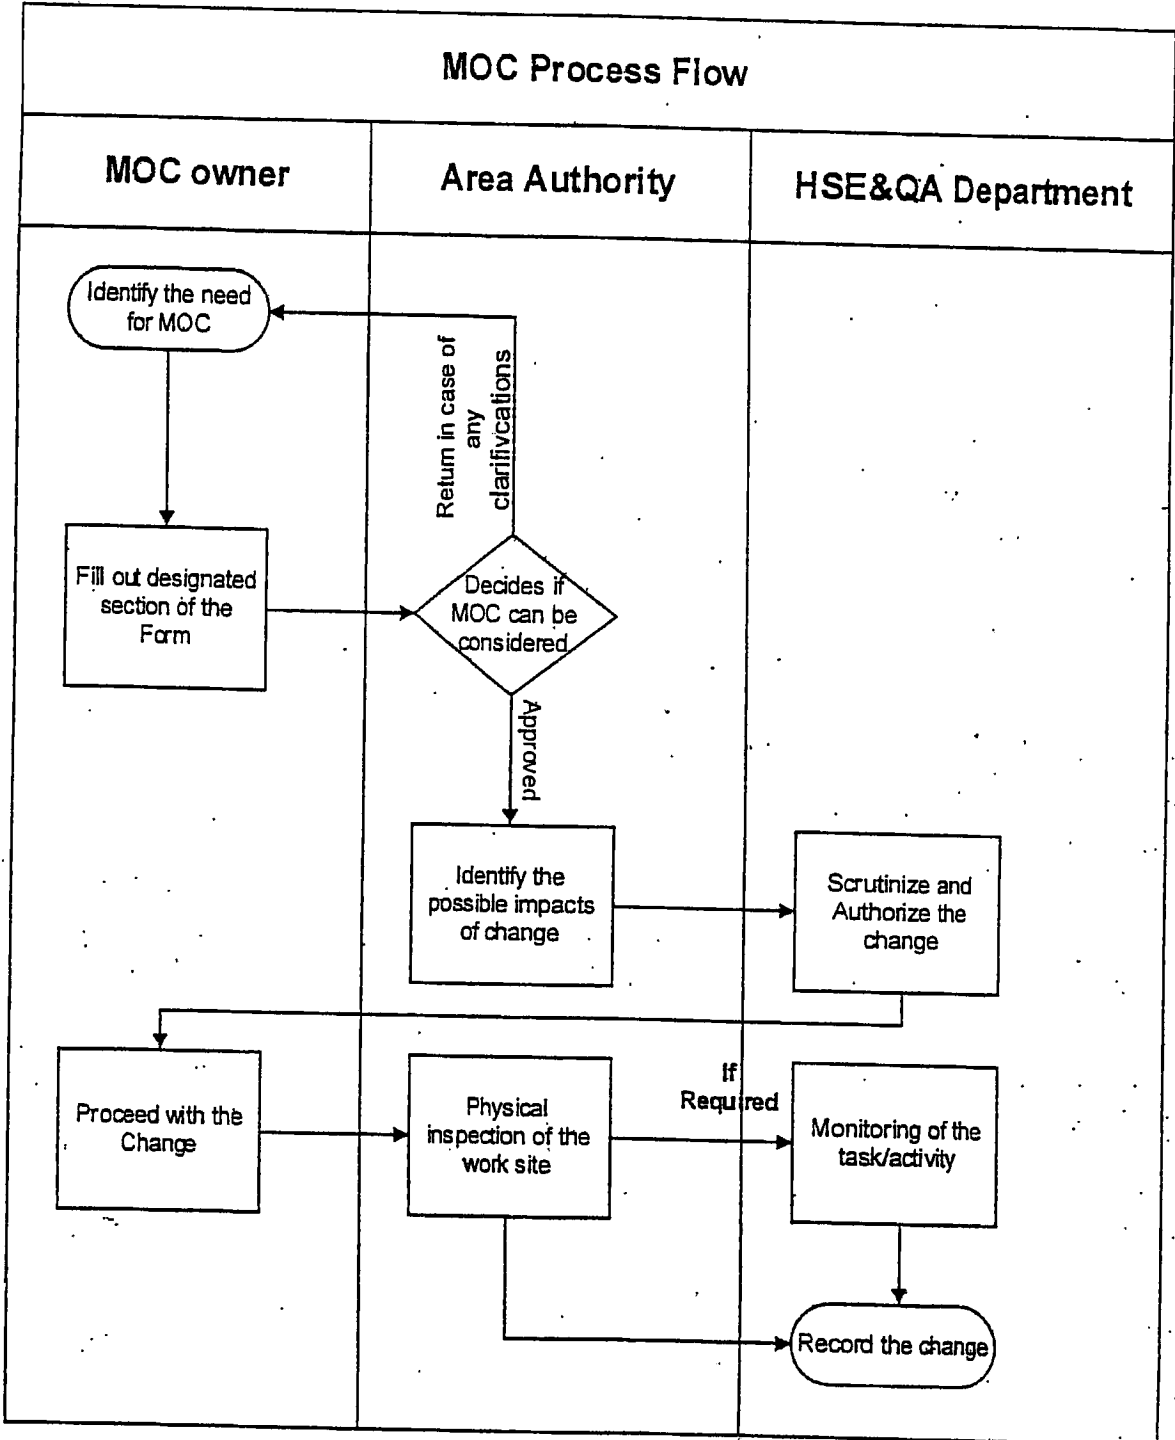 MOC Process Flow
MOC owner
Area Authority
HSE&QA Department
Identify the need
for MOC
Return in case of
any
clarifivcations
Fill out designated
section of the
Form
Decides if
MOC can be
considered
Approved
Identify the
possible impacts
of change
Scrutinize and
Authorize the
change
Proceed with the
Change
Physical
inspection of the
work site
If
Required
Monitoring of the
task/activity
Record the change